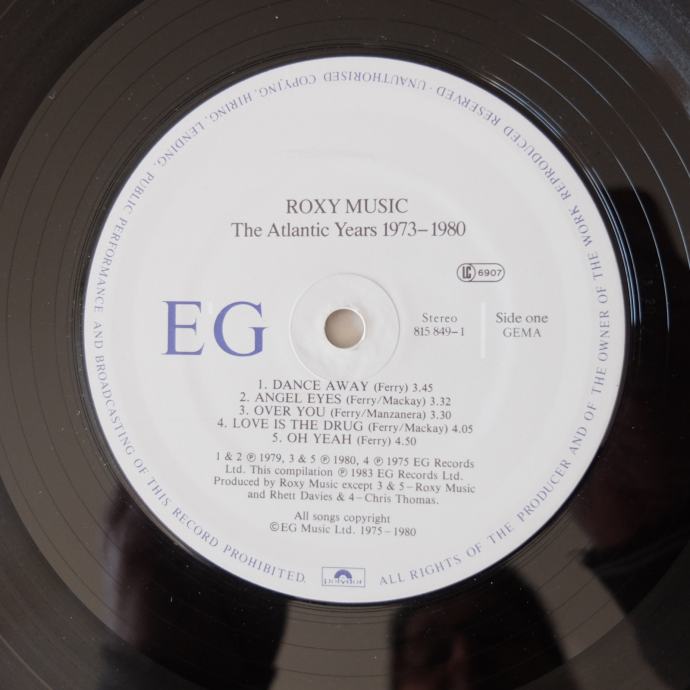 ROXY MUSIC
The Atlantic Years 1973–1980
LC 6907
EG
Stereo
815 849–1
Side one
GEMA
1. DANCE AWAY (Ferry) 3.45
2. ANGEL EYES (Ferry/Mackay) 3.32
3. OVER YOU (Ferry/Manzanera) 3.30
4. LOVE IS THE DRUG (Ferry/Mackay) 4.05
5. OH YEAH (Ferry) 4.50
1 & 2 ℗ 1979, 3 & 5 ℗ 1980, 4 ℗ 1975 EG Records
Ltd. This compilation ℗ 1983 EG Records Ltd.
Produced by Roxy Music except 3 & 5–Roxy Music
and Rhett Davies & 4–Chris Thomas.
All songs copyright
©EG Music Ltd. 1975–1980
polydor
ALL RIGHTS OF THE PRODUCER AND OF THE OWNER OF THE WORK REPRODUCED RESERVED · UNAUTHORISED COPYING, HIRING, LENDING, PUBLIC PERFORMANCE AND BROADCASTING OF THIS RECORD PROHIBITED.